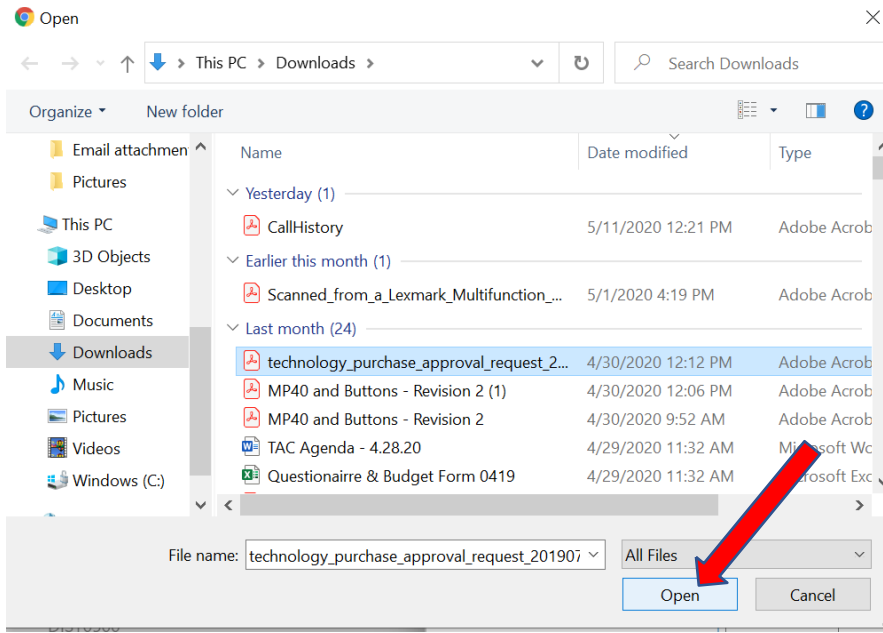 Open
This PC > Downloads >
Search Downloads
Organize
New folder
?
Email attachmen
Pictures
This PC
3D Objects
Desktop
Documents
Downloads
Music
Pictures
Videos
Windows (C:)
Name Date modified Type
Yesterday (1)
CallHistory 5/11/2020 12:21 PM Adobe Acrob
Earlier this month (1)
Scanned_from_a_Lexmark_Multifunction_... 5/1/2020 4:19 PM Adobe Acrob
Last month (24)
technology_purchase_approval_request_2... 4/30/2020 12:12 PM Adobe Acrob
MP40 and Buttons - Revision 2 (1) 4/30/2020 12:06 PM Adobe Acrob
MP40 and Buttons - Revision 2 4/30/2020 9:52 AM Adobe Acrob
TAC Agenda - 4.28.20 4/29/2020 11:32 AM Microsoft Wo
Questionairre & Budget Form 0419 4/29/2020 11:32 AM Microsoft Exc
File name: technology_purchase_approval_request_201907 All Files
Open Cancel